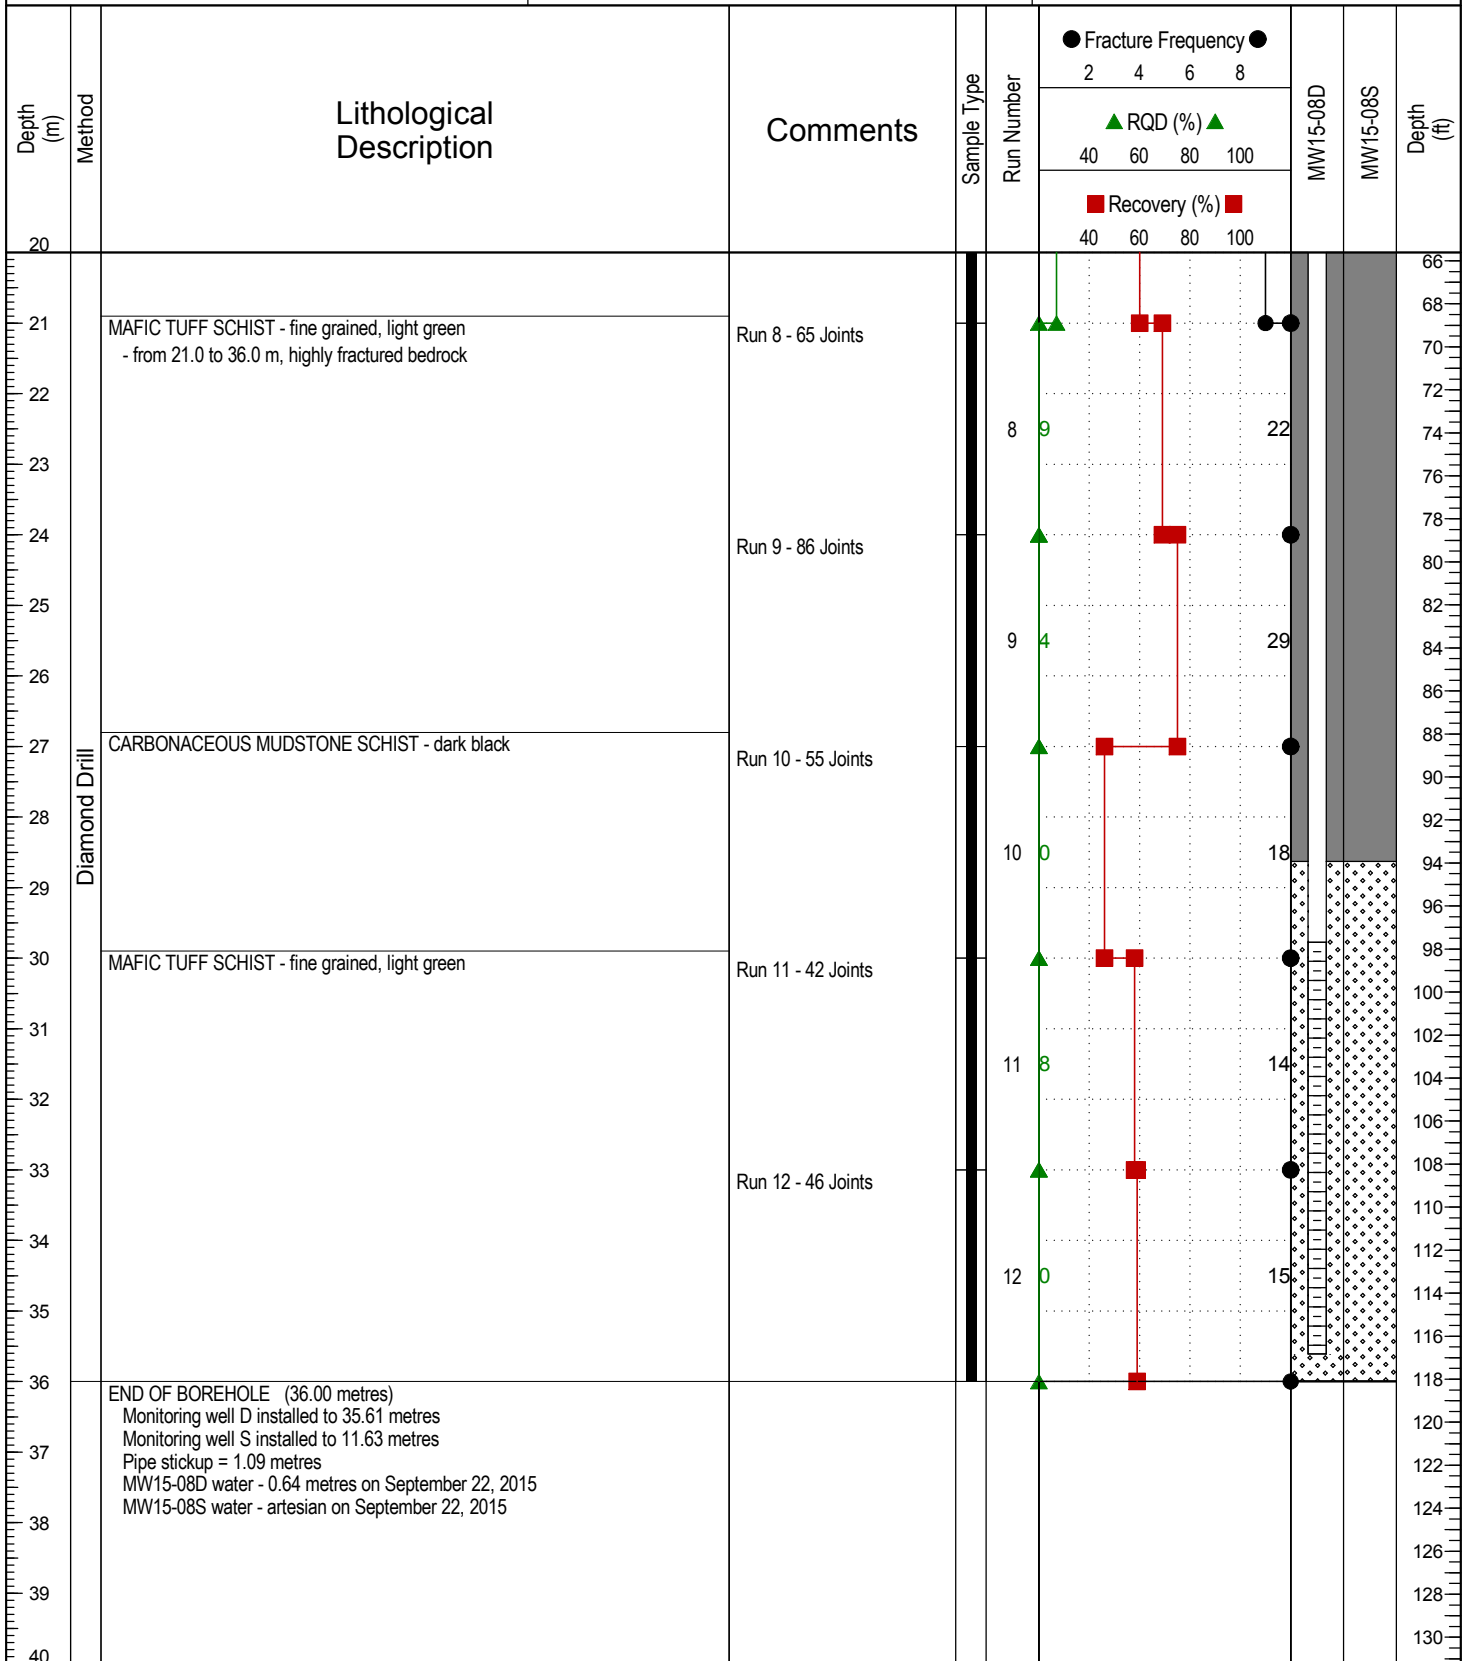 Depth
(m)
Method
Lithological
Description
Comments
Sample Type
Run Number
Fracture Frequency
2 4 6 8
RQD (%)
40 60 80 100
Recovery (%)
40 60 80 100
MW15-08D
MW15-08S
Depth
(ft)
20
66
68
21
MAFIC TUFF SCHIST - fine grained, light green
- from 21.0 to 36.0 m, highly fractured bedrock
Run 8 - 65 Joints
70
22
72
8 9 22
74
23
76
78
24
Run 9 - 86 Joints
80
25
82
9 4 29
84
26
86
88
27
CARBONACEOUS MUDSTONE SCHIST - dark black
Run 10 - 55 Joints
90
Diamond Drill
28
92
10 0 18
94
29
96
98
30
MAFIC TUFF SCHIST - fine grained, light green
Run 11 - 42 Joints
100
31
102
11 8 14
104
32
106
108
33
Run 12 - 46 Joints
110
34
112
12 0 15
114
35
116
36
118
END OF BOREHOLE (36.00 metres)
Monitoring well D installed to 35.61 metres
120
Monitoring well S installed to 11.63 metres
37
Pipe stickup = 1.09 metres
122
MW15-08D water - 0.64 metres on September 22, 2015
MW15-08S water - artesian on September 22, 2015
124
38
126
39
128
130
40